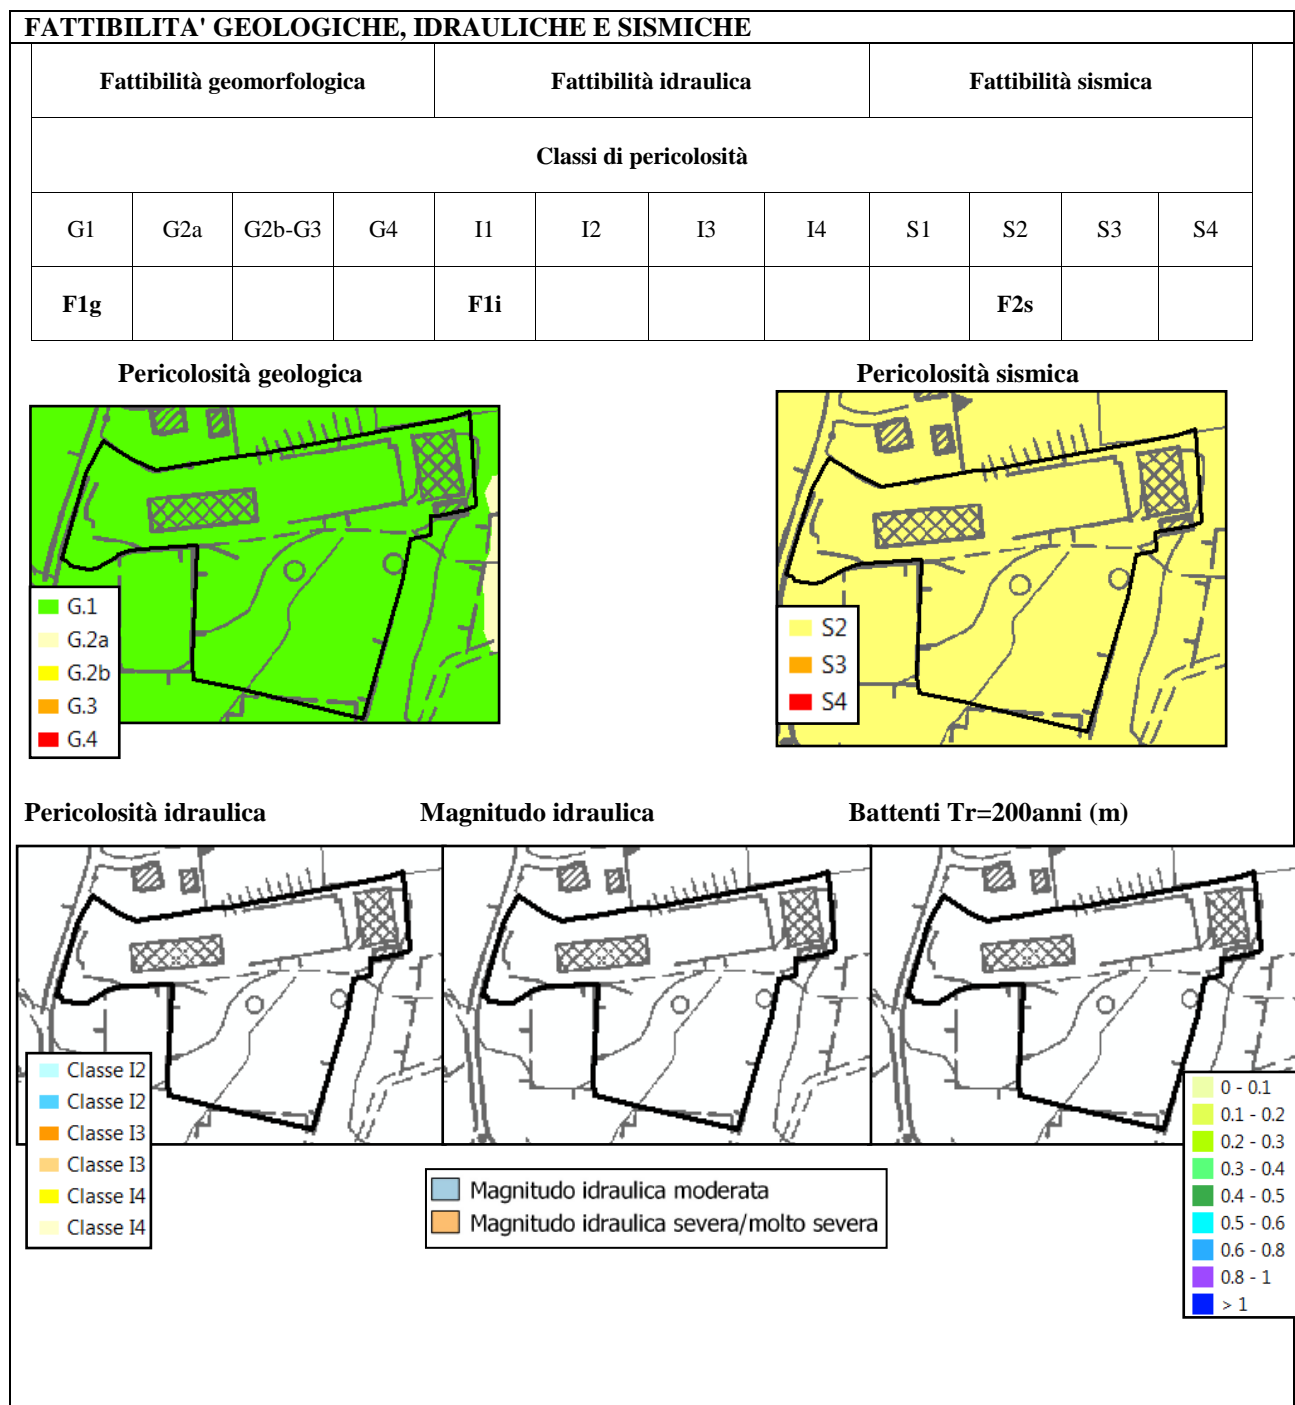 FATTIBILITA' GEOLOGICHE, IDRAULICHE E SISMICHE
Fattibilità geomorfologica Fattibilità idraulica Fattibilità sismica
Classi di pericolosità
G1 G2a G2b-G3 G4 I1 I2 I3 I4 S1 S2 S3 S4
F1g F1i F2s
Pericolosità geologica
G.1
G.2a
G.2b
G.3
G.4
Pericolosità sismica
S2
S3
S4
Pericolosità idraulica Magnitudo idraulica Battenti Tr=200anni (m)
Classe I2
Classe I2
Classe I3
Classe I3
Classe I4
Classe I4
Magnitudo idraulica moderata
Magnitudo idraulica severa/molto severa
0 - 0.1
0.1 - 0.2
0.2 - 0.3
0.3 - 0.4
0.4 - 0.5
0.5 - 0.6
0.6 - 0.8
0.8 - 1
> 1